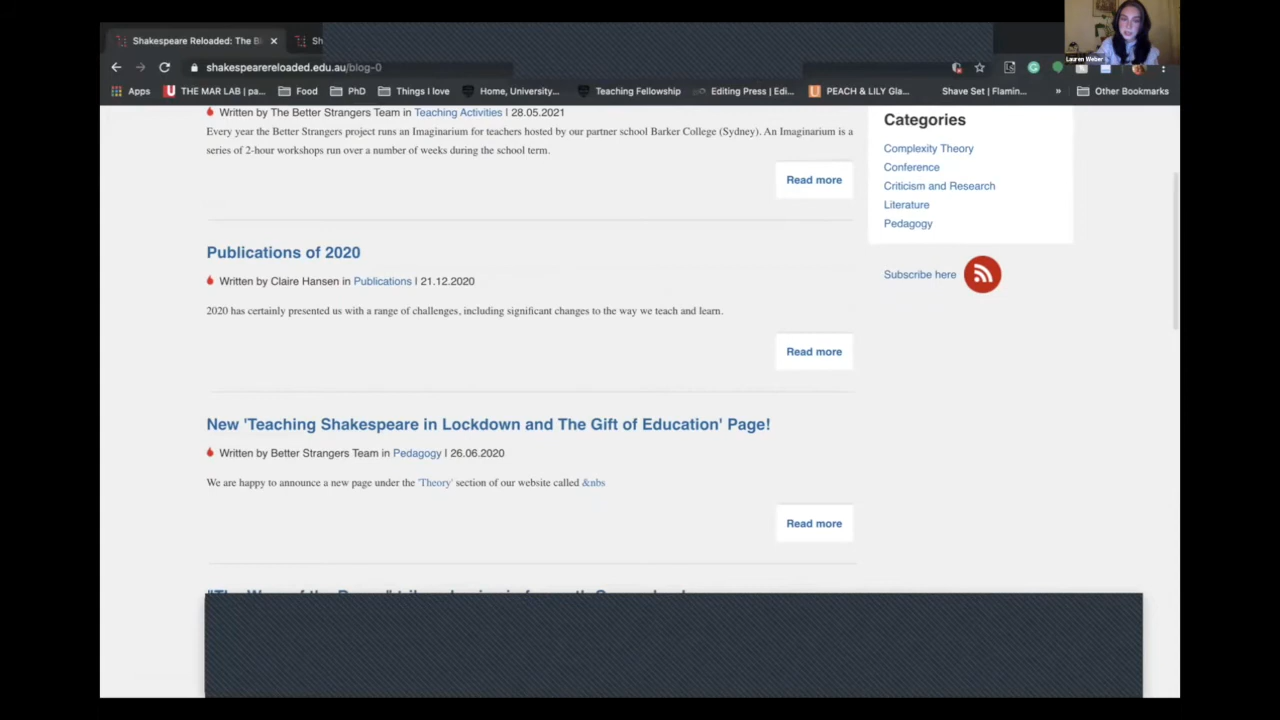 Shakespeare Reloaded: The Bl
Sh
shakespearereloaded.edu.au/blog-0
Lauren Weber
Apps
THE MAR LAB | pa...
Food
PhD
Things I love
Home, University...
Teaching Fellowship
Editing Press | Edi...
PEACH & LILY Gla...
Shave Set | Flamin...
»
Other Bookmarks
Written by The Better Strangers Team in Teaching Activities | 28.05.2021
Every year the Better Strangers project runs an Imaginarium for teachers hosted by our partner school Barker College (Sydney). An Imaginarium is a
series of 2-hour workshops run over a number of weeks during the school term.
Read more
Publications of 2020
Written by Claire Hansen in Publications | 21.12.2020
2020 has certainly presented us with a range of challenges, including significant changes to the way we teach and learn.
Read more
New 'Teaching Shakespeare in Lockdown and The Gift of Education' Page!
Written by Better Strangers Team in Pedagogy | 26.06.2020
We are happy to announce a new page under the 'Theory' section of our website called &nbs
Read more
Categories
Complexity Theory
Conference
Criticism and Research
Literature
Pedagogy
Subscribe here